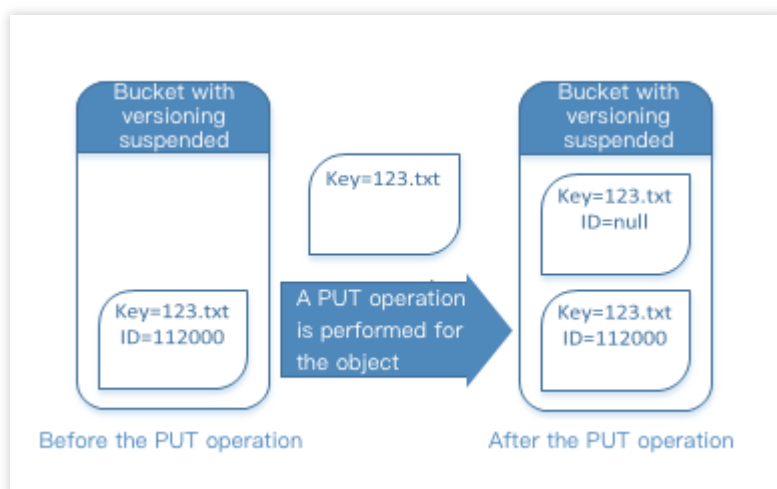 Bucket with
versioning
suspended
Key=123.txt
ID=112000
Before the PUT operation
Key=123.txt
A PUT operation
is performed for
the object
Bucket with
versioning
suspended
Key=123.txt
ID=null
Key=123.txt
ID=112000
After the PUT operation